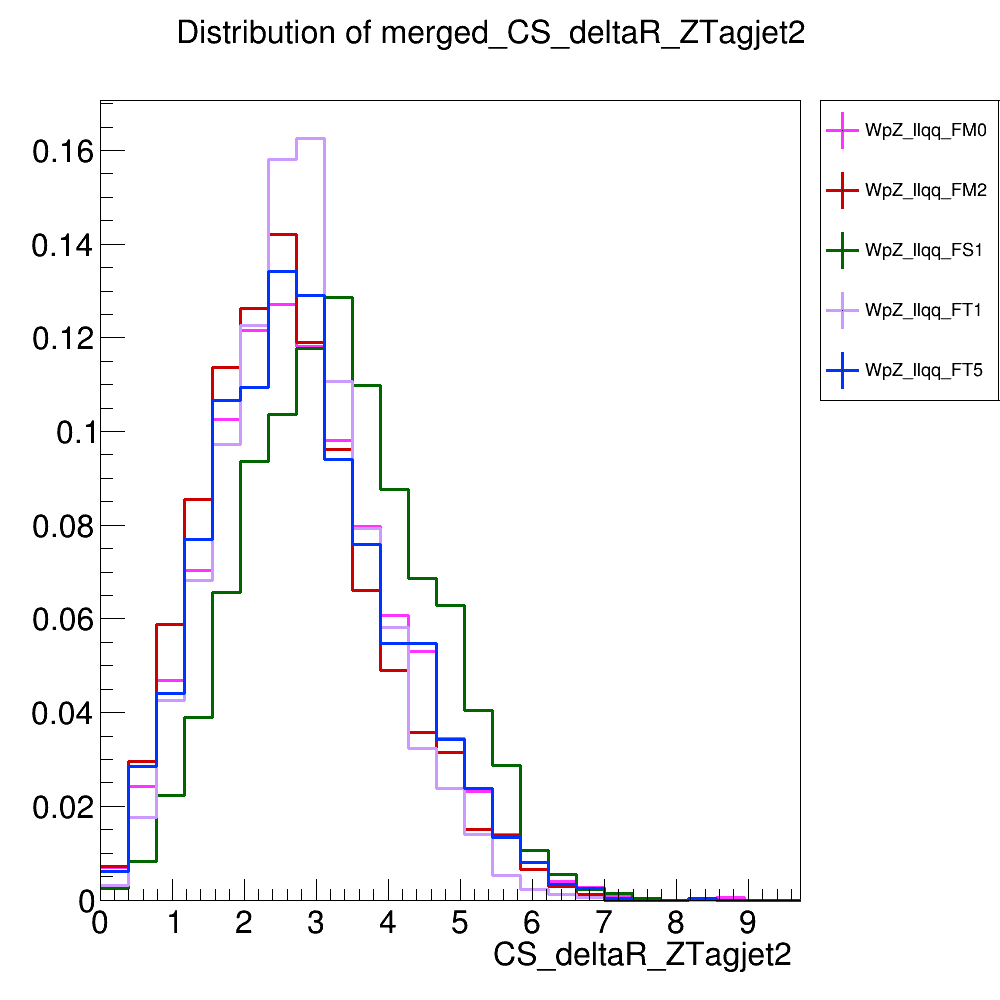 Distribution of merged_CS_deltaR_ZTagjet2
WpZ_llqq_FM0
WpZ_llqq_FM2
WpZ_llqq_FS1
WpZ_llqq_FT1
WpZ_llqq_FT5
0.16
0.14
0.12
0.1
0.08
0.06
0.04
0.02
0
0 1 2 3 4 5 6 7 8 9
CS_deltaR_ZTagjet2